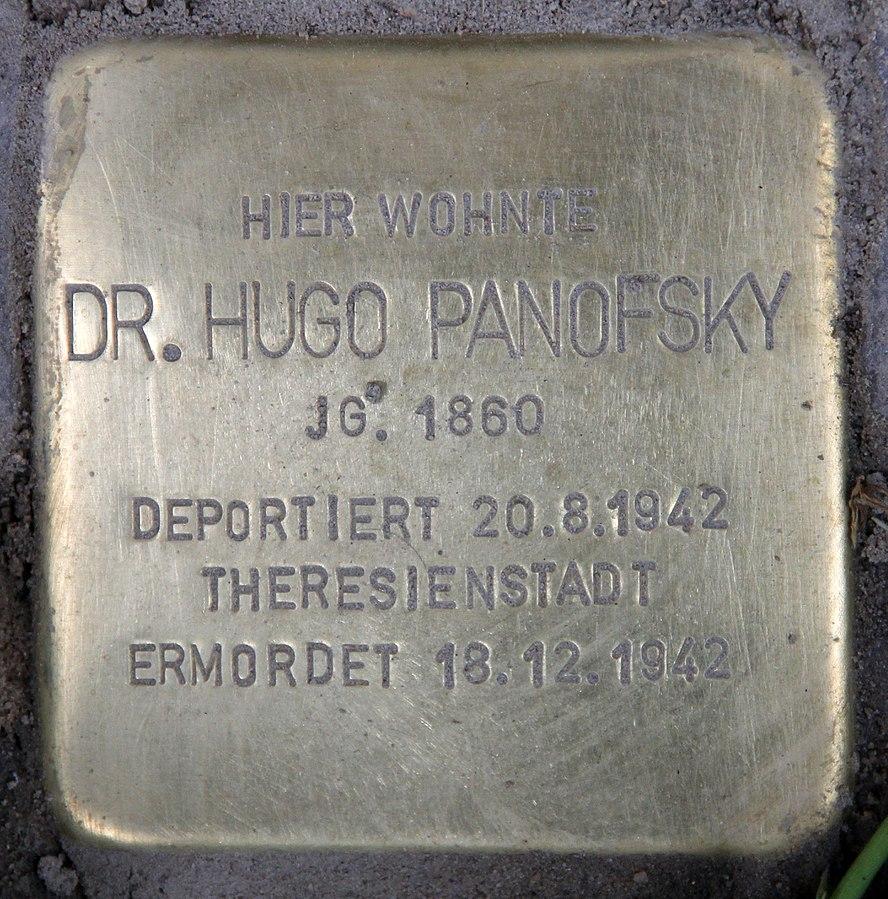 HIER WOHNTE
DR. HUGO PANOFSKY
JG. 1860
DEPORTIERT 20.8.1942
THERESIENSTADT
ERMORDET 18.12.1942